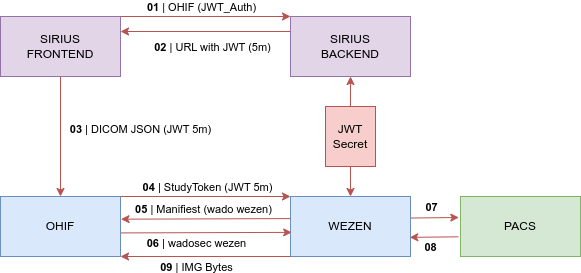 01 | OHIF (JWT_Auth)
SIRIUS
FRONTEND
02 | URL with JWT (5m)
SIRIUS
BACKEND
03 | DICOM JSON (JWT 5m)
JWT
Secret
04 | StudyToken (JWT 5m)
OHIF
05 | Manifiest (wado wezen)
06 | wadosec wezen
09 | IMG Bytes
WEZEN
07
08
PACS